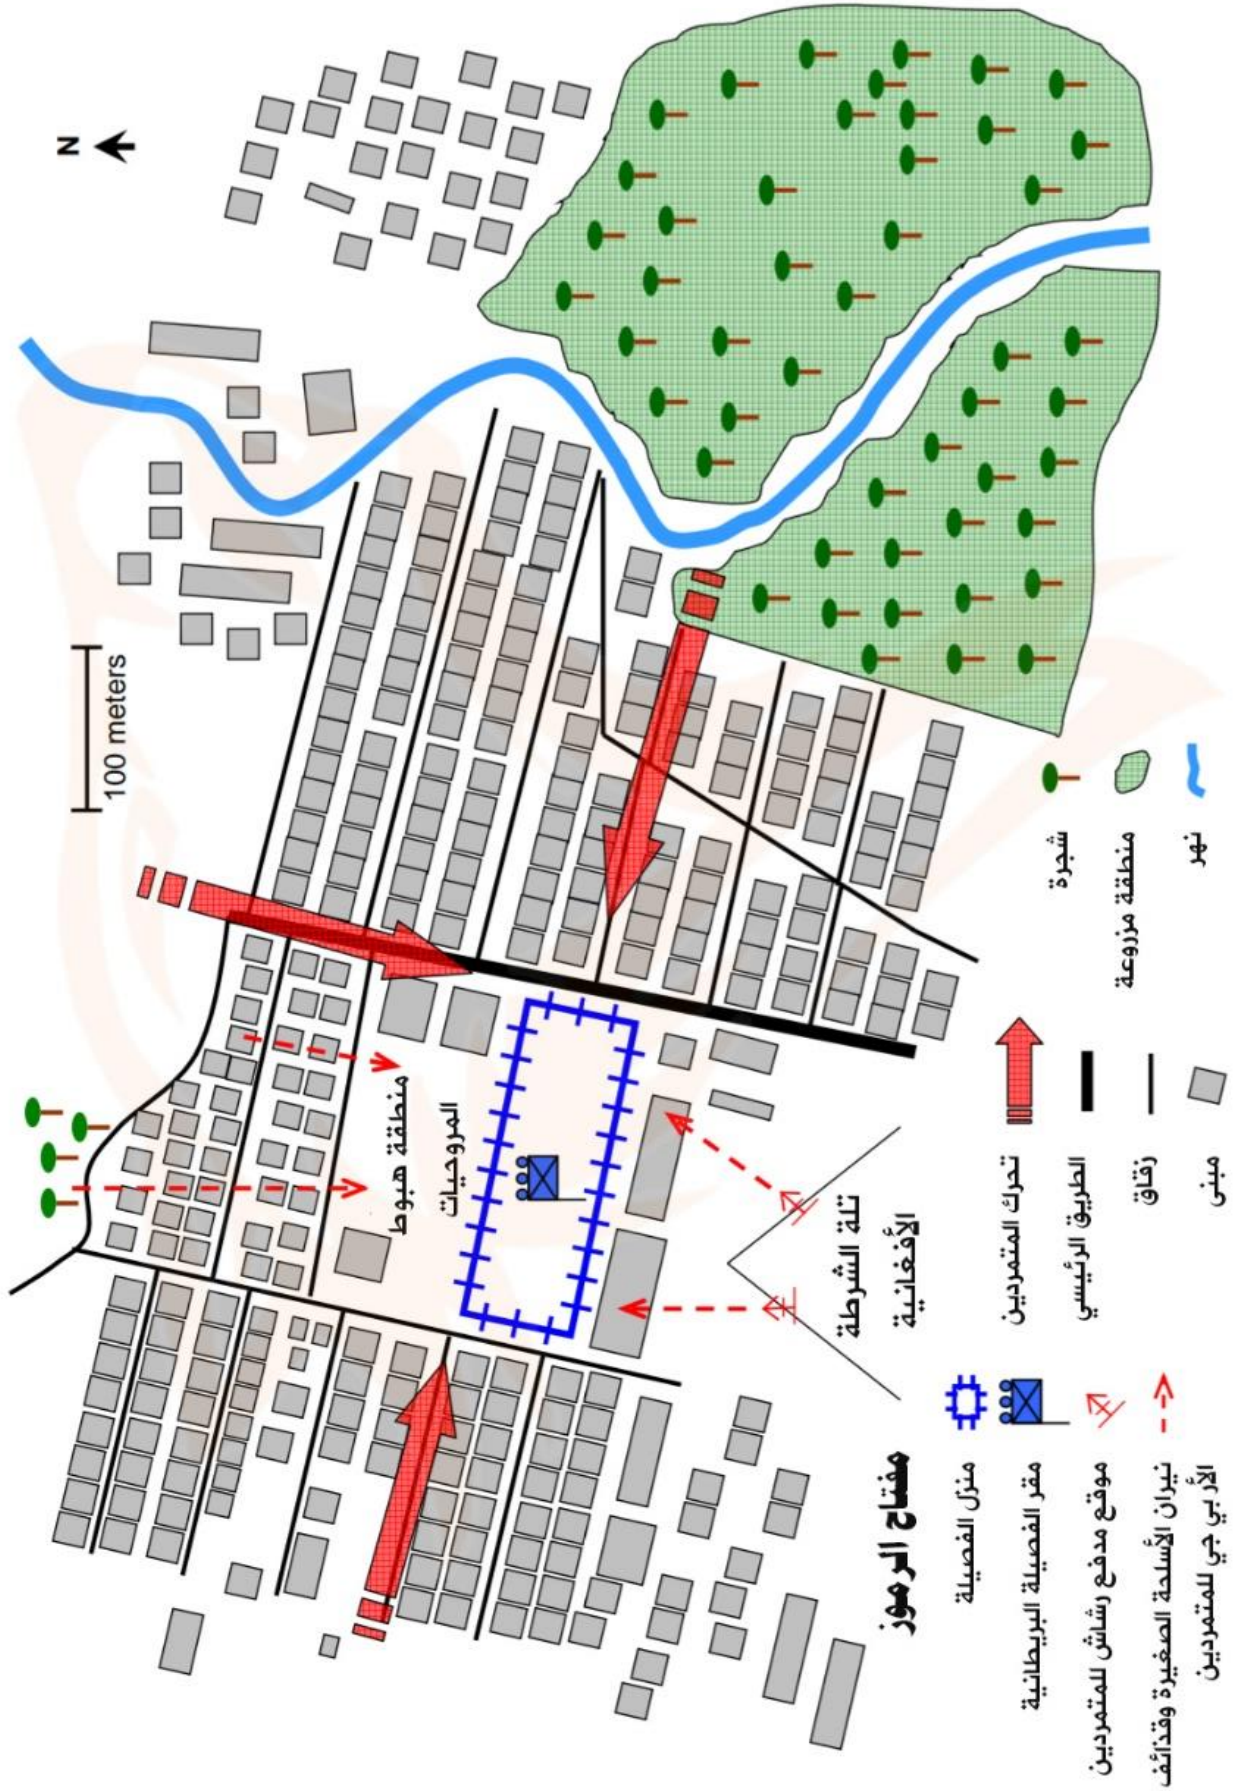 N
100 meters
منطقة هبوط
المروحيات
تلة الشرطة
الأفغانية
مفتاح الرموز
منزل الفصيلة
مقر الفصيلة البريطانية
موقع مدفع رشاش للمتمردين
نيران الأسلحة الصغيرة وقذائف
الأر بي جي للمتمردين
تحرك المتمردين
الطريق الرئيسي
زقاق
مبنى
شجرة
منطقة مزروعة
نهر